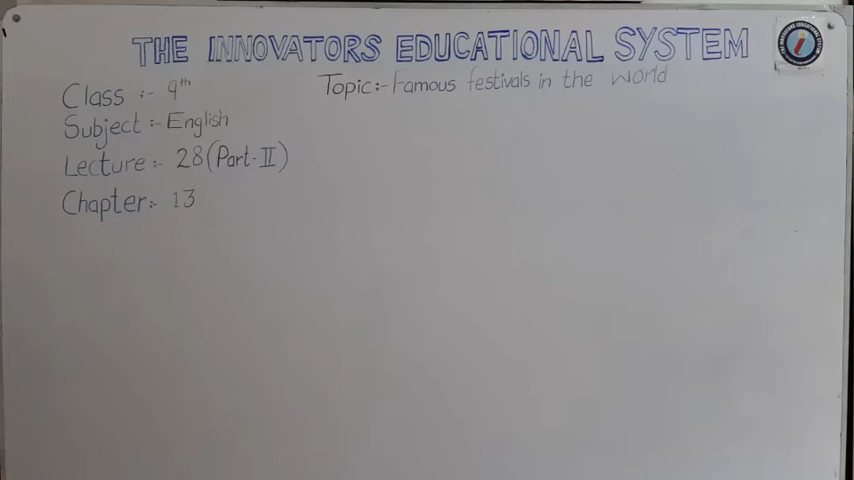 THE INNOVATORS EDUCATIONAL SYSTEM
Topic:- Famous festivals in the world
Class :- 9th
Subject :- English
Lecture :- 28 (Part-II)
Chapter:- 13